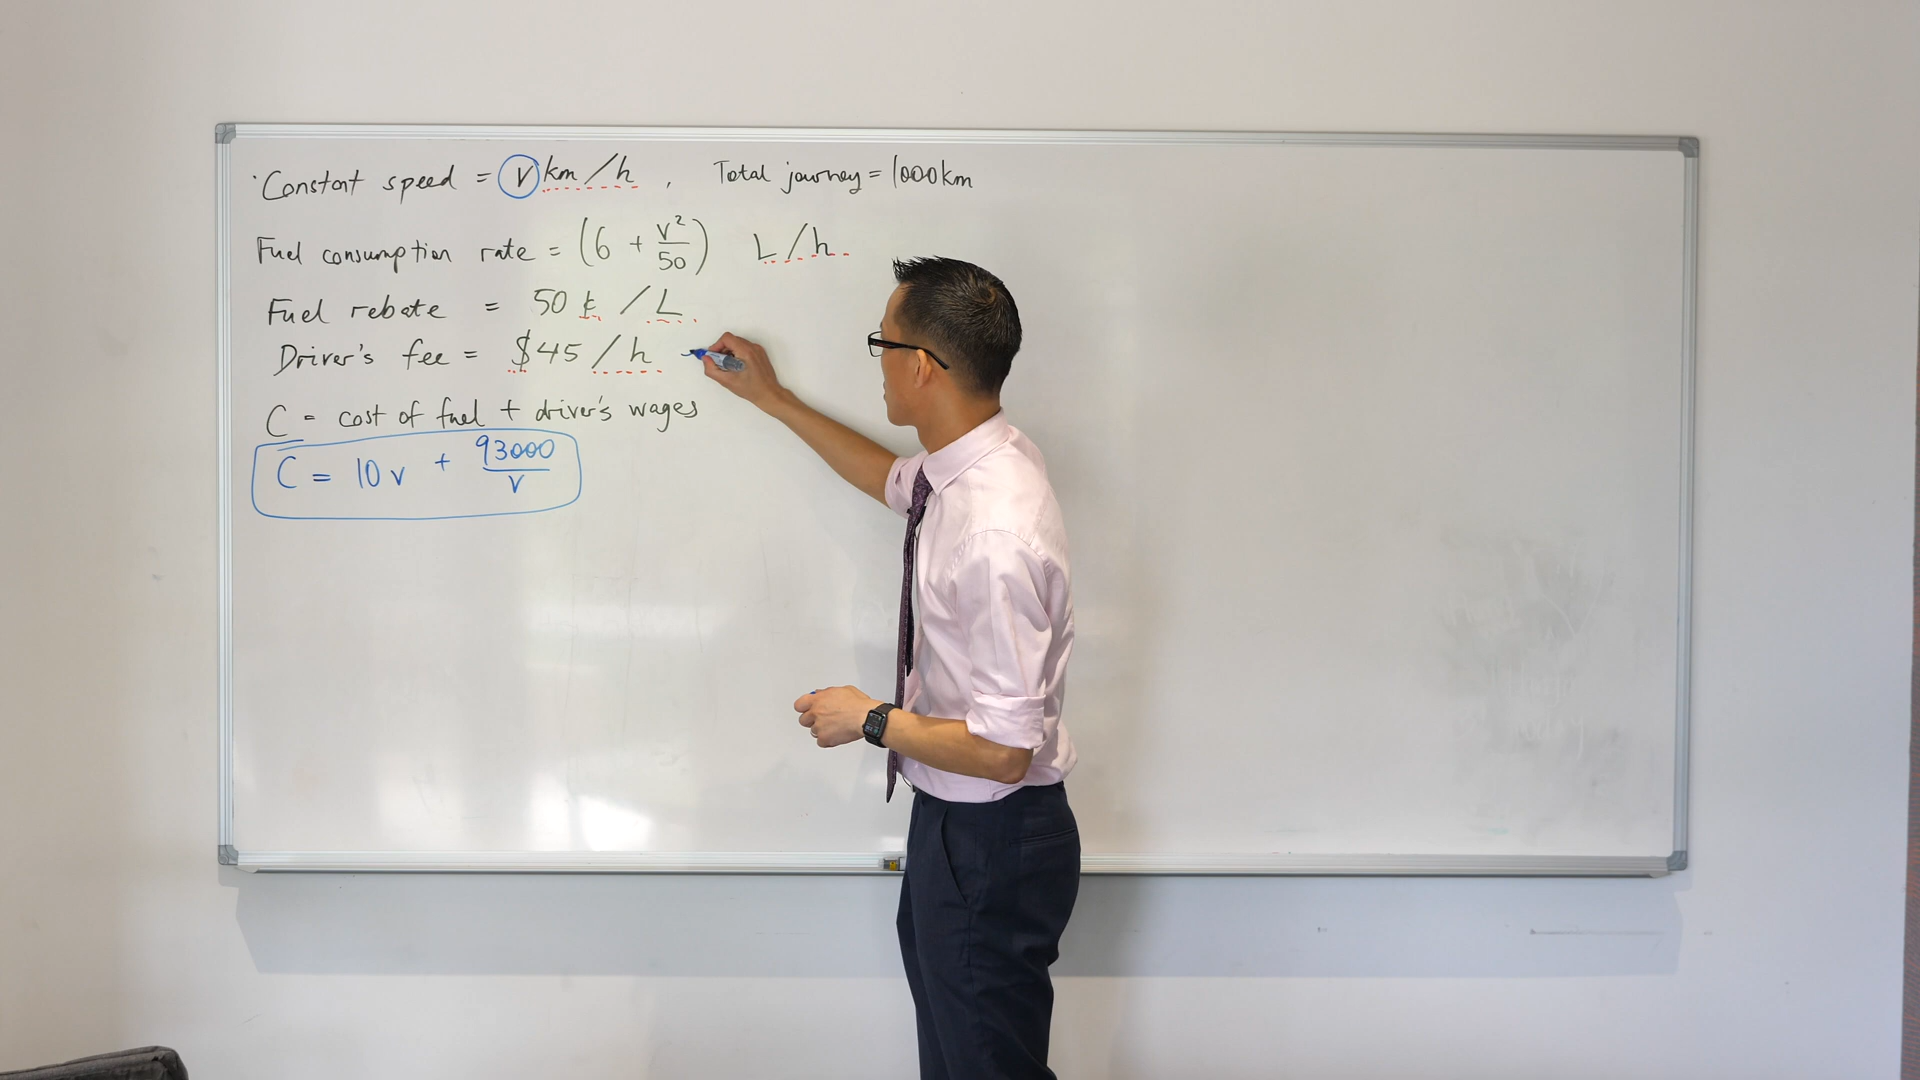 Constant speed = v km/h , Total journey = 1000km
Fuel consumption rate = (6 + v²/50) L/h
Fuel rebate = 50 ¢ / L
Driver's fee = $45 / h
C = cost of fuel + driver's wages
C = 10v + 93000/v